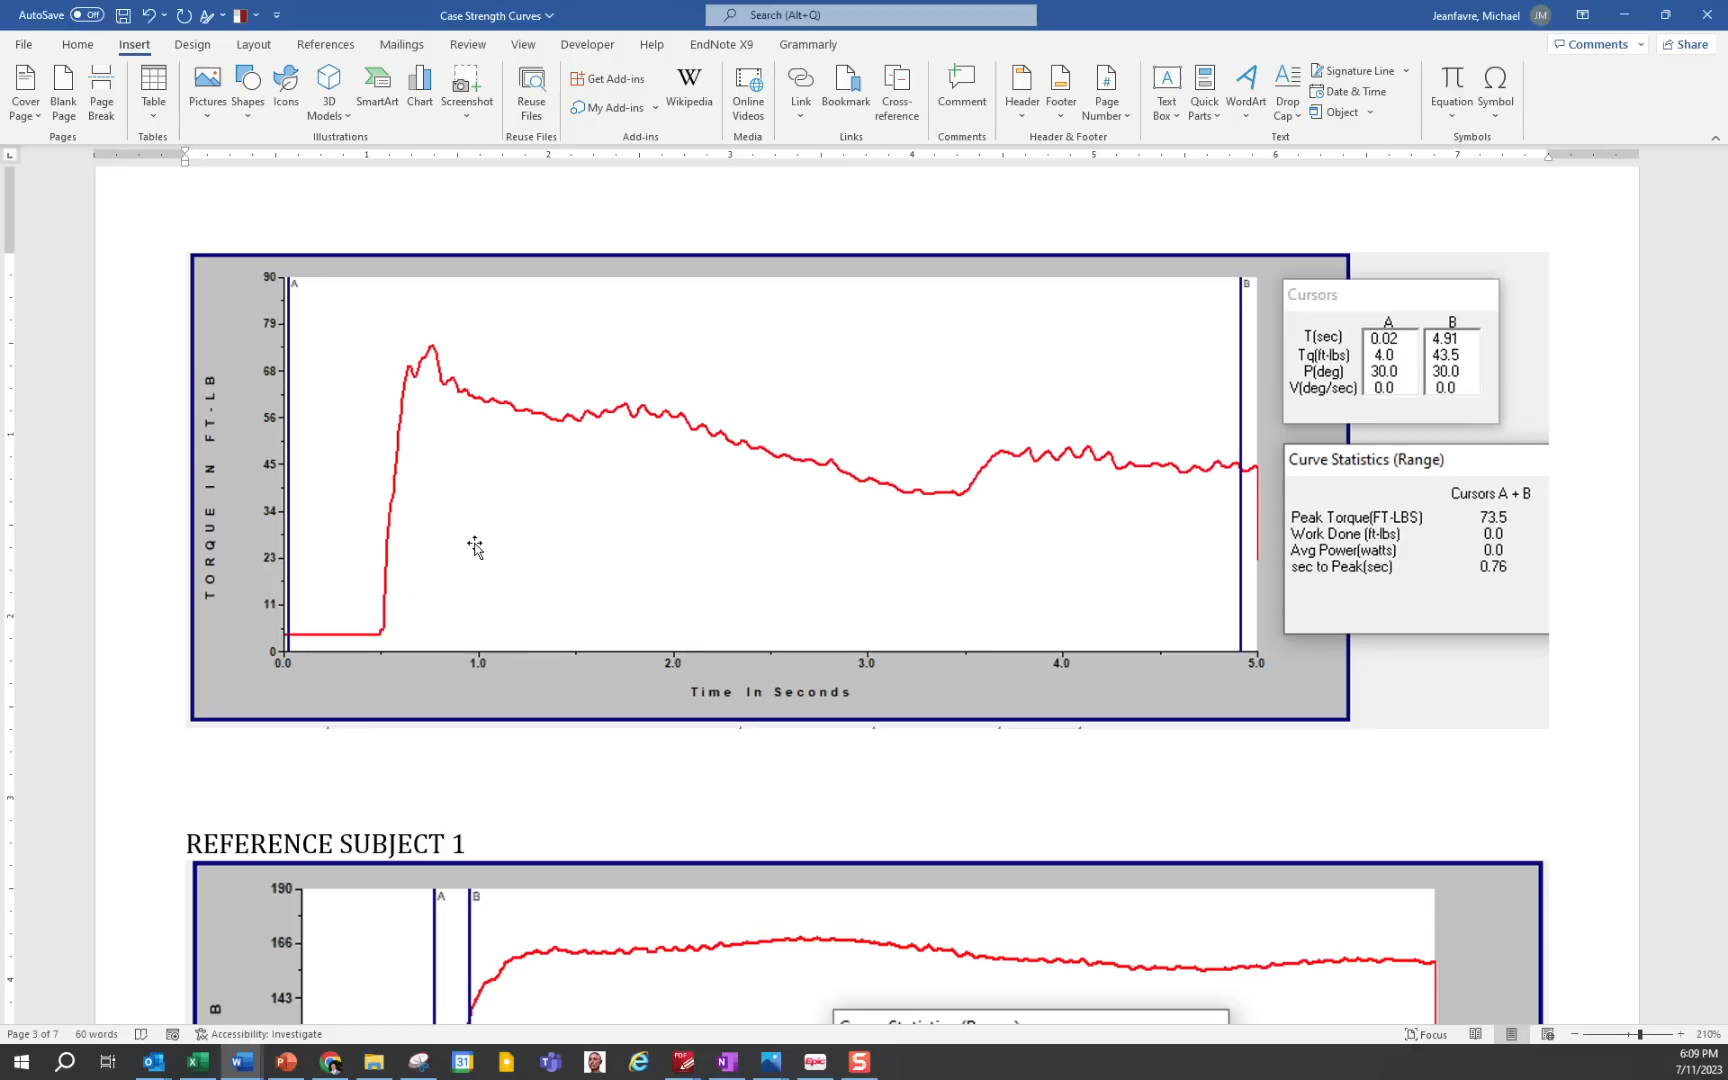 AutoSave Off Case Strength Curves Search (Alt+Q) Jeanfavre, Michael JM
File Home Insert Design Layout References Mailings Review View Developer Help EndNote X9 Grammarly Comments Share
Cover Page Blank Page Page Break Table Pictures Shapes Icons 3D Models SmartArt Chart Screenshot Reuse Files Get Add-ins My Add-ins Wikipedia Online Videos Link Bookmark Cross-reference Comment Header Footer Page Number Text Box Quick Parts WordArt Drop Cap Signature Line Date & Time Object Equation Symbol
Pages Tables Illustrations Reuse Files Add-ins Media Links Comments Header & Footer Text Symbols
1 2 3 4 5 6 7
TORQUE IN FT-LB
90
79
68
56
45
34
23
11
0
A B
0.0 1.0 2.0 3.0 4.0 5.0
Time In Seconds
Cursors
A B
T(sec) 0.02 4.91
Tq(ft-lbs) 4.0 43.5
P(deg) 30.0 30.0
V(deg/sec) 0.0 0.0
Curve Statistics (Range)
Cursors A + B
Peak Torque(FT-LBS) 73.5
Work Done (ft-lbs) 0.0
Avg Power(watts) 0.0
sec to Peak(sec) 0.76
REFERENCE SUBJECT 1
190
166
143
A B
B
Page 3 of 7 60 words Accessibility: Investigate Focus 210%
6:09 PM
7/11/2023